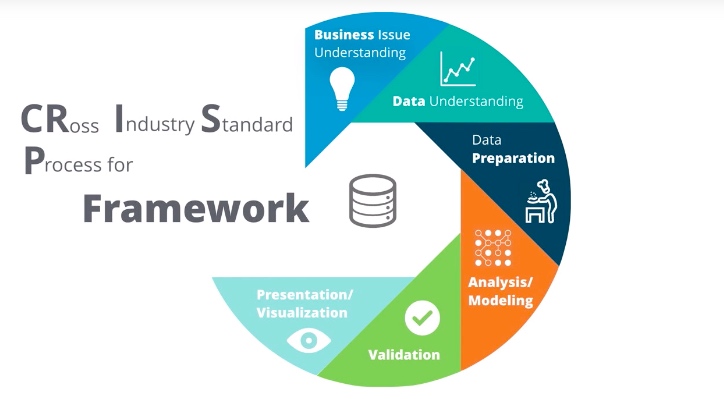 CRoss Industry Standard
Process for
Framework
Business Issue
Understanding
Data Understanding
Data
Preparation
Analysis/
Modeling
Validation
Presentation/
Visualization